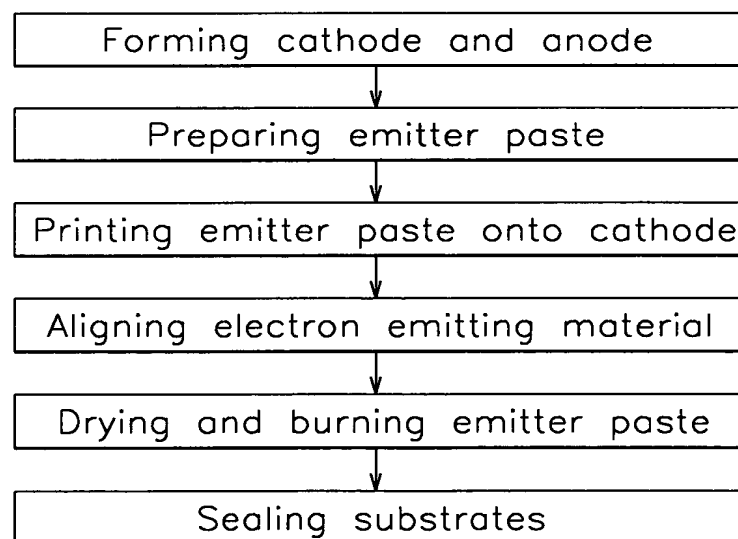 Forming cathode and anode
Preparing emitter paste
Printing emitter paste onto cathode
Aligning electron emitting material
Drying and burning emitter paste
Sealing substrates